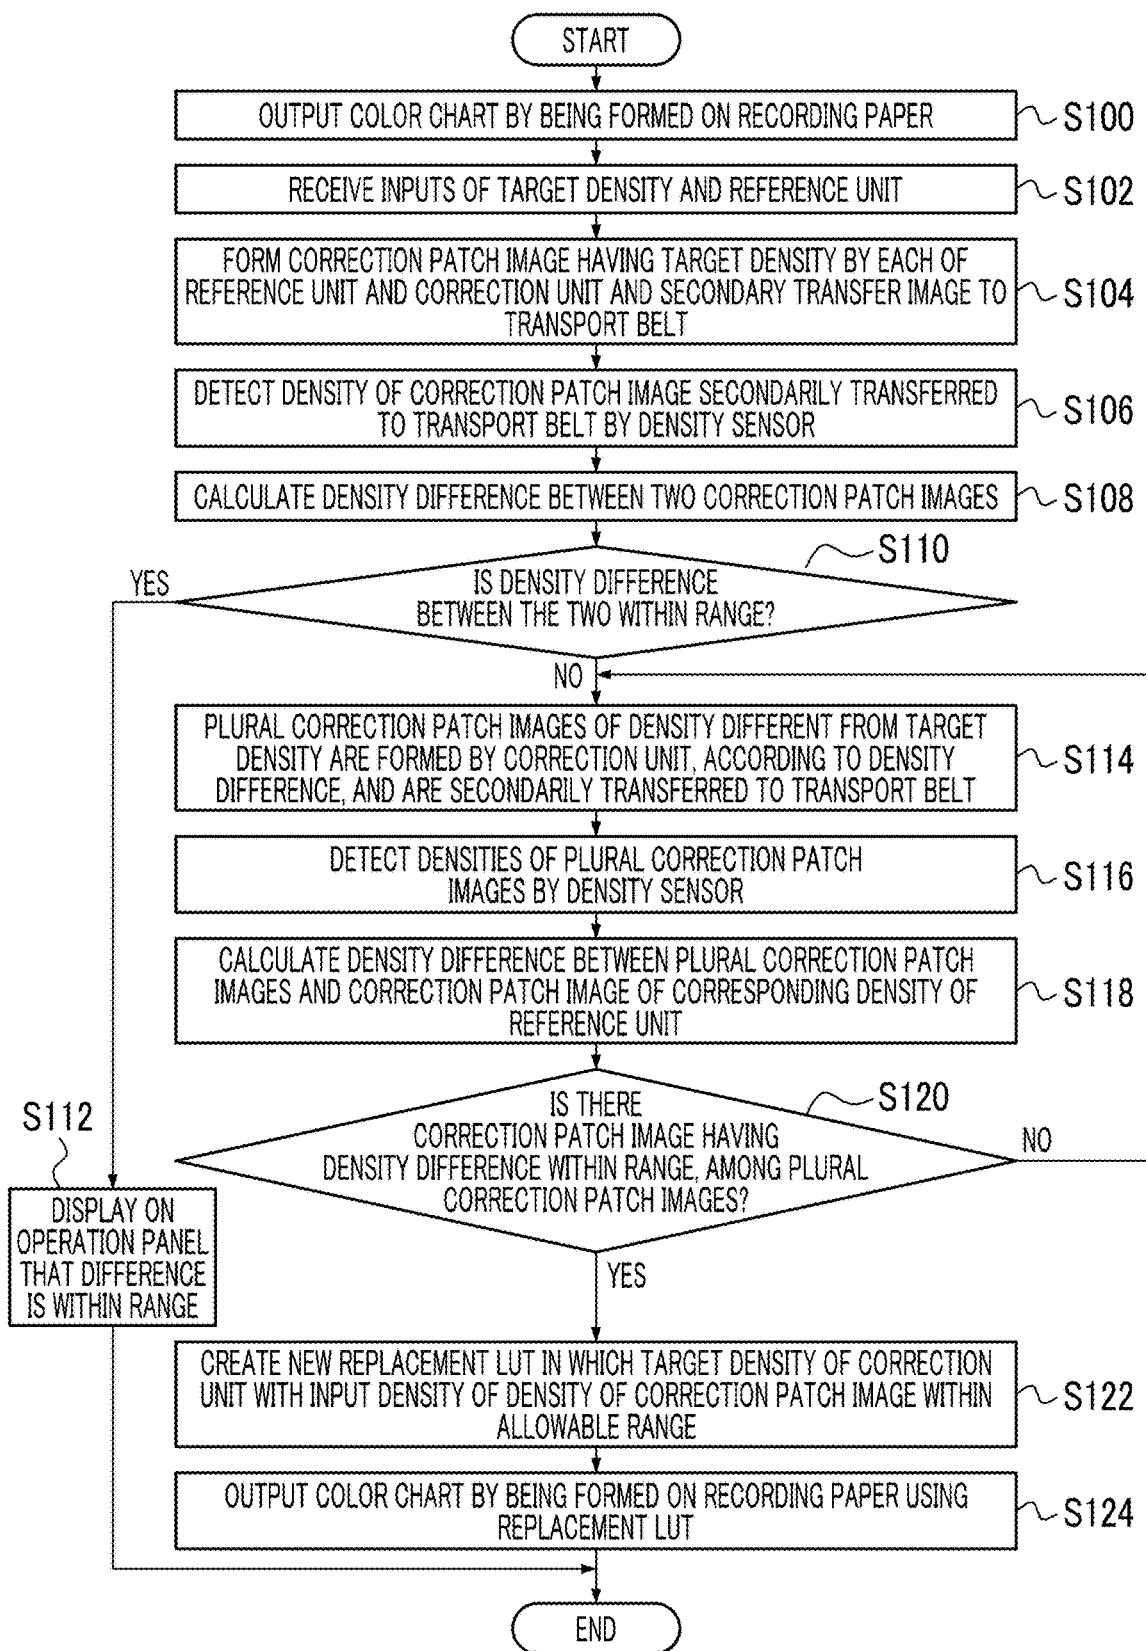 START
OUTPUT COLOR CHART BY BEING FORMED ON RECORDING PAPER
S100
RECEIVE INPUTS OF TARGET DENSITY AND REFERENCE UNIT
S102
FORM CORRECTION PATCH IMAGE HAVING TARGET DENSITY BY EACH OF
REFERENCE UNIT AND CORRECTION UNIT AND SECONDARY TRANSFER IMAGE TO
TRANSPORT BELT
S104
DETECT DENSITY OF CORRECTION PATCH IMAGE SECONDARILY TRANSFERRED
TO TRANSPORT BELT BY DENSITY SENSOR
S106
CALCULATE DENSITY DIFFERENCE BETWEEN TWO CORRECTION PATCH IMAGES
S108
S110
YES
IS DENSITY DIFFERENCE
BETWEEN THE TWO WITHIN RANGE?
NO
PLURAL CORRECTION PATCH IMAGES OF DENSITY DIFFERENT FROM TARGET
DENSITY ARE FORMED BY CORRECTION UNIT, ACCORDING TO DENSITY
DIFFERENCE, AND ARE SECONDARILY TRANSFERRED TO TRANSPORT BELT
S114
DETECT DENSITIES OF PLURAL CORRECTION PATCH
IMAGES BY DENSITY SENSOR
S116
CALCULATE DENSITY DIFFERENCE BETWEEN PLURAL CORRECTION PATCH
IMAGES AND CORRECTION PATCH IMAGE OF CORRESPONDING DENSITY OF
REFERENCE UNIT
S118
S120
IS THERE
CORRECTION PATCH IMAGE HAVING
DENSITY DIFFERENCE WITHIN RANGE, AMONG PLURAL
CORRECTION PATCH IMAGES?
NO
S112
DISPLAY ON
OPERATION PANEL
THAT DIFFERENCE
IS WITHIN RANGE
YES
CREATE NEW REPLACEMENT LUT IN WHICH TARGET DENSITY OF CORRECTION
UNIT WITH INPUT DENSITY OF DENSITY OF CORRECTION PATCH IMAGE WITHIN
ALLOWABLE RANGE
S122
OUTPUT COLOR CHART BY BEING FORMED ON RECORDING PAPER USING
REPLACEMENT LUT
S124
END